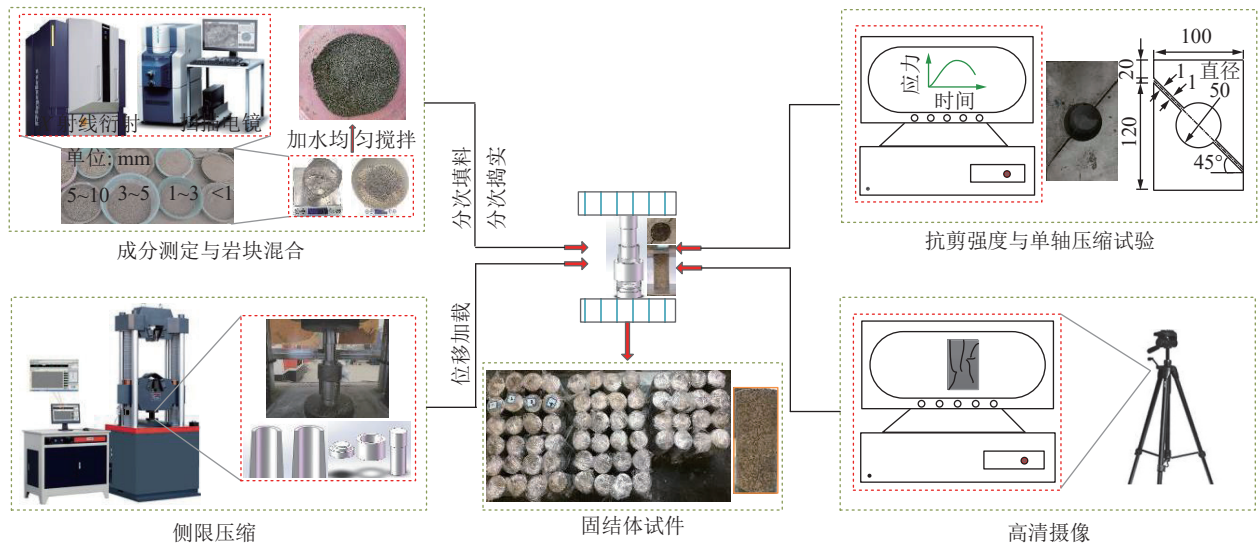 射线衍射
扫描电镜
加水均匀搅拌
单位: mm
5~10
3~5
1~3
<1
成分测定与岩块混合
分次填料
分次捣实
位移加载
应力
时间
100
20
120
1
1
直径
50
45°
抗剪强度与单轴压缩试验
侧限压缩
固结体试件
高清摄像